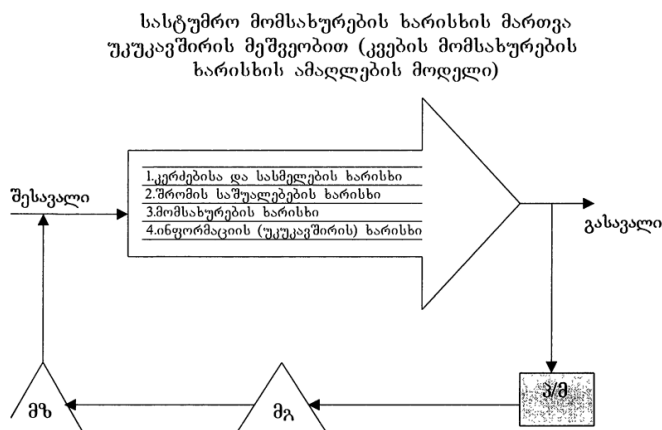 სასტუმრო მომსახურების ხარისხის მართვა
უკუკავშირის მეშვეობით (კვების მომსახურების
ხარისხის ამაღლების მოდელი)
1.კერძებისა და სასმელების ხარისხი
2.შრომის საშუალებების ხარისხი
3.მომსახურების ხარისხი
4.ინფორმაციის (უკუკავშირის) ხარისხი
შესავალი
გასავალი
მზ
მგ
პ/მ